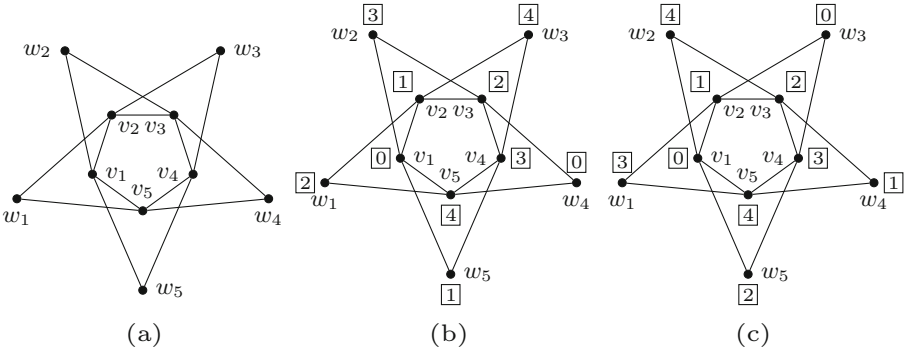 w₂ w₃
v₂ v₃
v₁ v₄
v₅
w₁ w₄
w₅
(a)
3 4
w₂ w₃
1 2
v₂ v₃
0 v₁ v₄ 3
v₅
2 0
w₁ w₄
4
w₅
1
(b)
4 0
w₂ w₃
1 2
v₂ v₃
0 v₁ v₄ 3
v₅
3 1
w₁ w₄
4
w₅
2
(c)